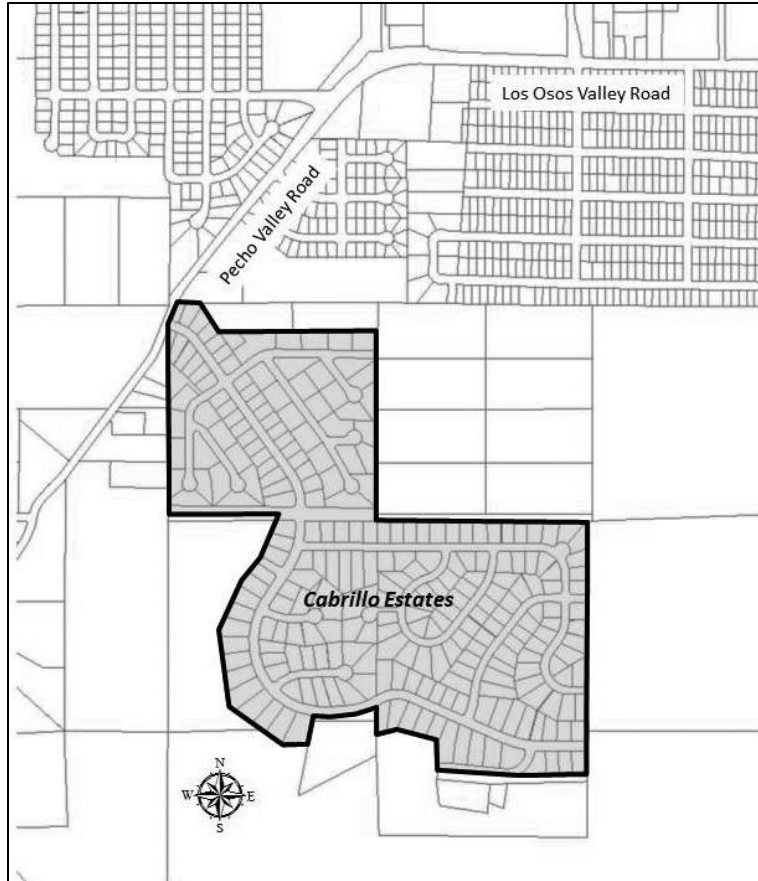 Los Osos Valley Road
Pecho Valley Road
Cabrillo Estates
N
W E
S